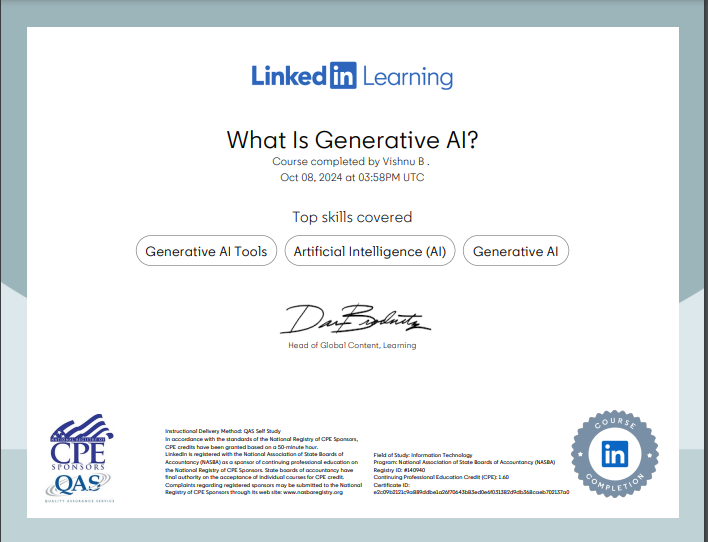 LinkedIn Learning
What Is Generative AI?
Course completed by Vishnu B .
Oct 08, 2024 at 03:58PM UTC
Top skills covered
Generative AI Tools
Artificial Intelligence (AI)
Generative AI
Head of Global Content, Learning
NATIONAL REGISTRY OF
CPE
SPONSORS
QAS
QUALITY ASSURANCE SERVICE
Instructional Delivery Method: QAS Self Study
In accordance with the standards of the National Registry of CPE Sponsors,
CPE credits have been granted based on a 50-minute hour.
LinkedIn is registered with the National Association of State Boards of
Accountancy (NASBA) as a sponsor of continuing professional education on
the National Registry of CPE Sponsors. State boards of accountancy have
final authority on the acceptance of individual courses for CPE credit.
Complaints regarding registered sponsors may be submitted to the National
Registry of CPE Sponsors through its web site: www.nasbaregistry.org
Field of Study: Information Technology
Program: National Association of State Boards of Accountancy (NASBA)
Registry ID: #140940
Continuing Professional Education Credit (CPE): 1.60
Certificate ID:
COURSE
in
COMPLETION